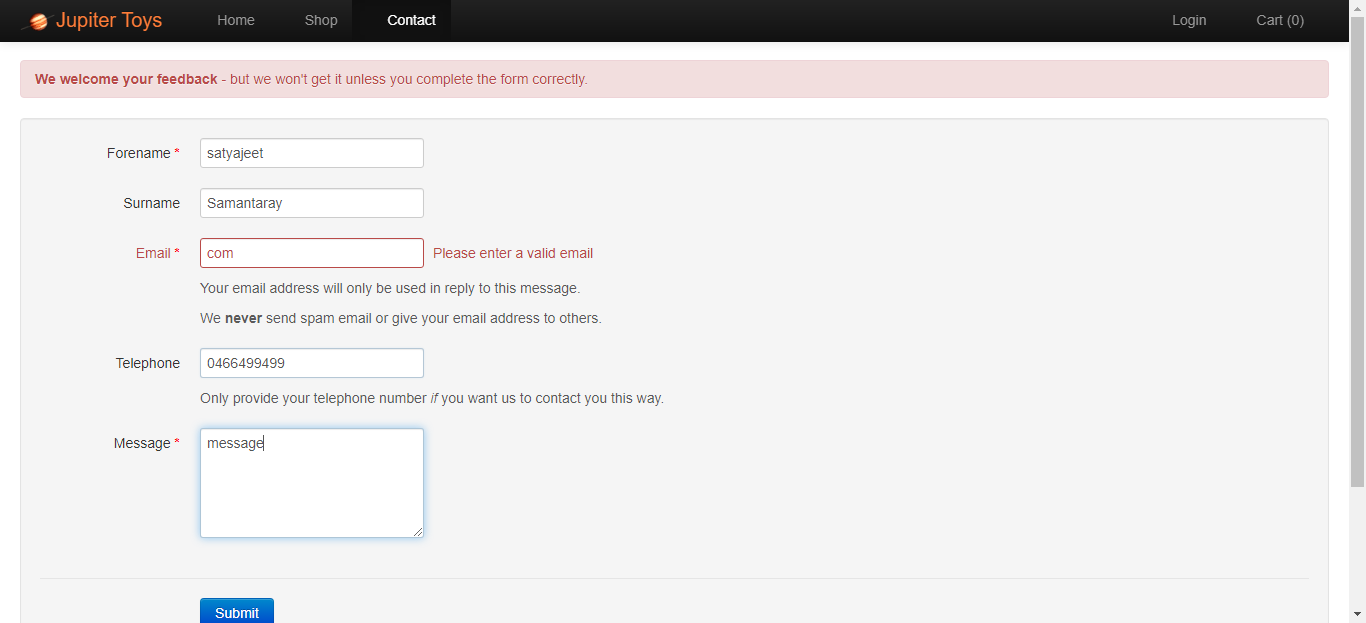 Jupiter Toys Home Shop Contact Login Cart (0)
We welcome your feedback - but we won't get it unless you complete the form correctly.
Forename * satyajeet
Surname Samantaray
Email * com Please enter a valid email
Your email address will only be used in reply to this message.
We never send spam email or give your email address to others.
Telephone 0466499499
Only provide your telephone number if you want us to contact you this way.
Message * message
Submit